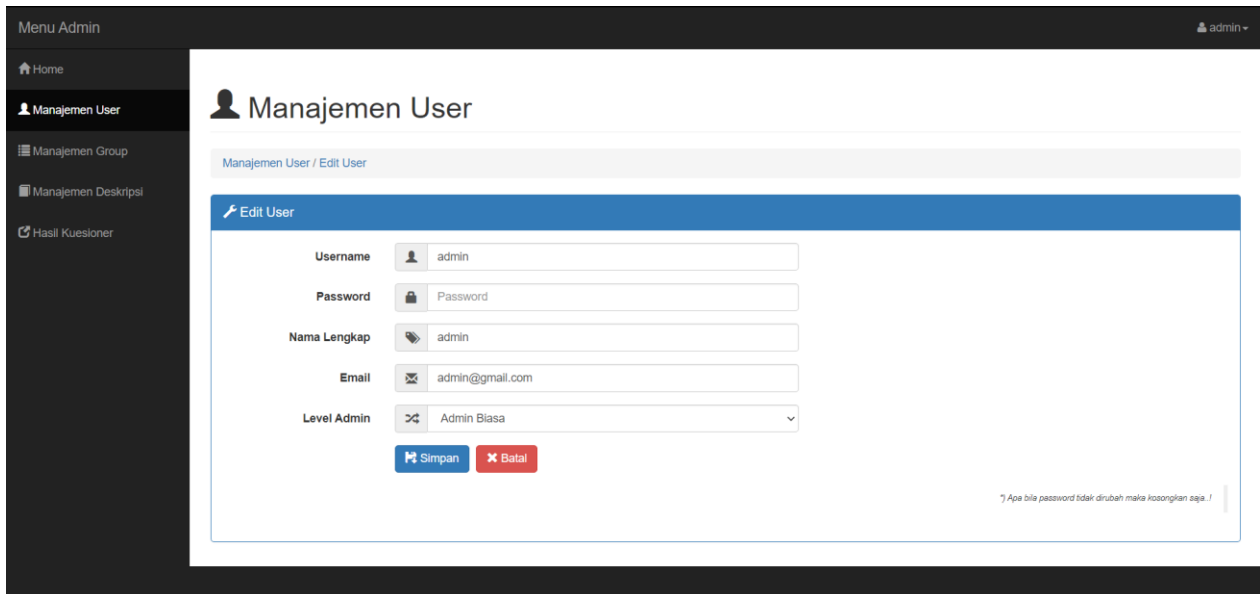 Menu Admin
admin
Home
Manajemen User
Manajemen Group
Manajemen Deskripsi
Hasil Kuesioner
Manajemen User
Manajemen User / Edit User
Edit User
Username admin
Password Password
Nama Lengkap admin
Email admin@gmail.com
Level Admin Admin Biasa
Simpan Batal
*) Apa bila password tidak dirubah maka kosongkan saja..!